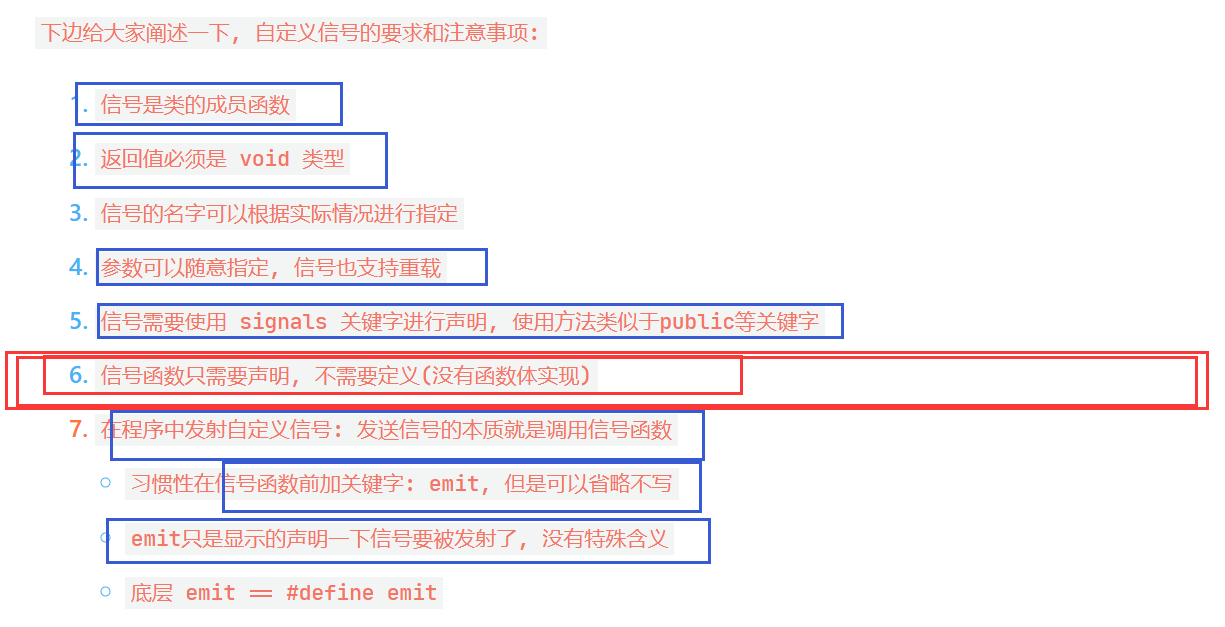 下边给大家阐述一下, 自定义信号的要求和注意事项:
1. 信号是类的成员函数
2. 返回值必须是 void 类型
3. 信号的名字可以根据实际情况进行指定
4. 参数可以随意指定, 信号也支持重载
5. 信号需要使用 signals 关键字进行声明, 使用方法类似于public等关键字
6. 信号函数只需要声明, 不需要定义(没有函数体实现)
7. 在程序中发射自定义信号: 发送信号的本质就是调用信号函数
习惯性在信号函数前加关键字: emit, 但是可以省略不写
emit只是显示的声明一下信号要被发射了, 没有特殊含义
底层 emit == #define emit